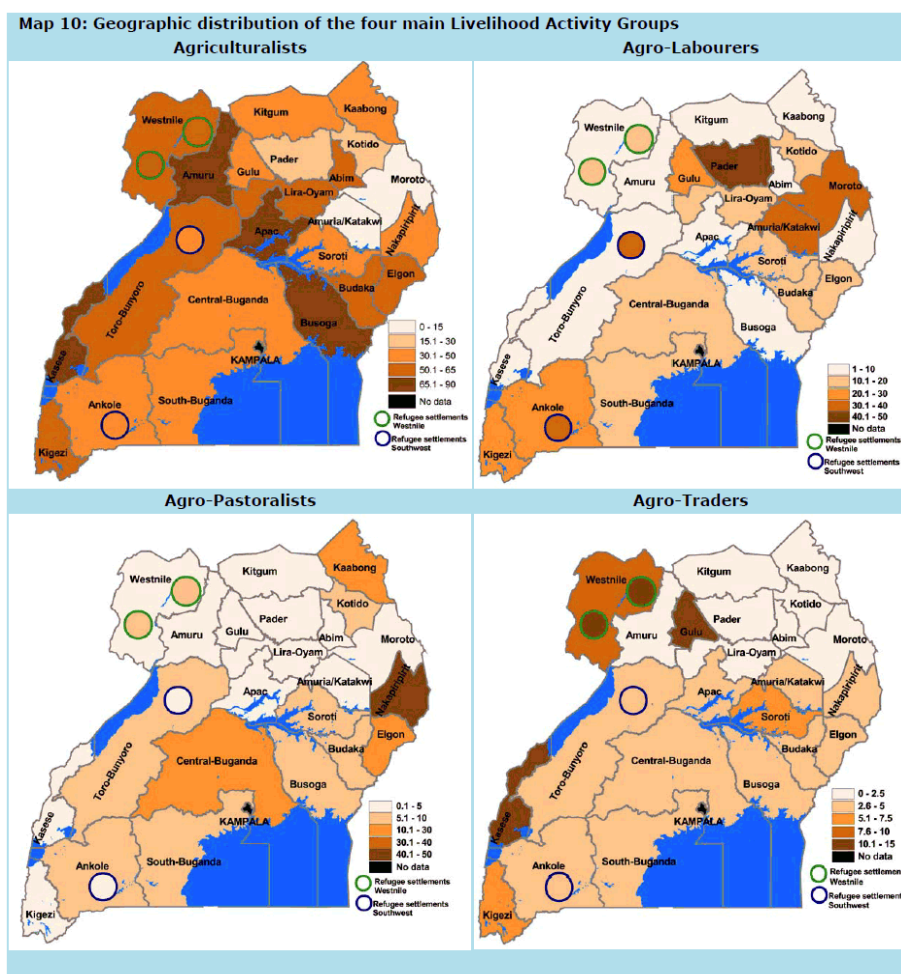 Map 10: Geographic distribution of the four main Livelihood Activity Groups
Agriculturalists
Agro-Labourers
Westnile
Kitgum
Kaabong
Pader
Kotido
Amuru
Gulu
Abim
Moroto
Lira-Oyam
Amuria/Katakwi
Nakapiripirit
Apac
Soroti
Elgon
Budaka
Toro-Bunyoro
Central-Buganda
Busoga
Kasese
KAMPALA
Ankole
South-Buganda
Kigezi
0 - 15
15.1 - 30
30.1 - 50
50.1 - 65
65.1 - 90
No data
Refugee settlements
Westnile
Refugee settlements
Southwest
Westnile
Kitgum
Kaabong
Kotido
Pader
Amuru
Gulu
Abim
Moroto
Lira-Oyam
Amuria/Katakwi
Nakapiripirit
Apac
Soroti
Elgon
Budaka
Toro-Bunyoro
Central-Buganda
Busoga
Kasese
KAMPALA
Ankole
South-Buganda
Kigezi
1 - 10
10.1 - 20
20.1 - 30
30.1 - 40
40.1 - 50
No data
Refugee settlements
Westnile
Refugee settlements
Southwest
Agro-Pastoralists
Agro-Traders
Westnile
Kitgum
Kaabong
Kotido
Pader
Amuru
Gulu
Abim
Moroto
Lira-Oyam
Amuria/Katakwi
Nakapiripirit
Apac
Soroti
Elgon
Budaka
Toro-Bunyoro
Central-Buganda
Busoga
Kasese
KAMPALA
Ankole
South-Buganda
Kigezi
0.1 - 5
5.1 - 10
10.1 - 30
30.1 - 40
40.1 - 50
No data
Refugee settlements
Westnile
Refugee settlements
Southwest
Westnile
Kitgum
Kaabong
Kotido
Pader
Amuru
Gulu
Abim
Moroto
Lira-Oyam
Amuria/Katakwi
Nakapiripirit
Apac
Soroti
Elgon
Budaka
Toro-Bunyoro
Central-Buganda
Busoga
Kasese
KAMPALA
Ankole
South-Buganda
Kigezi
0 - 2.5
2.6 - 5
5.1 - 7.5
7.6 - 10
10.1 - 15
No data
Refugee settlements
Westnile
Refugee settlements
Southwest